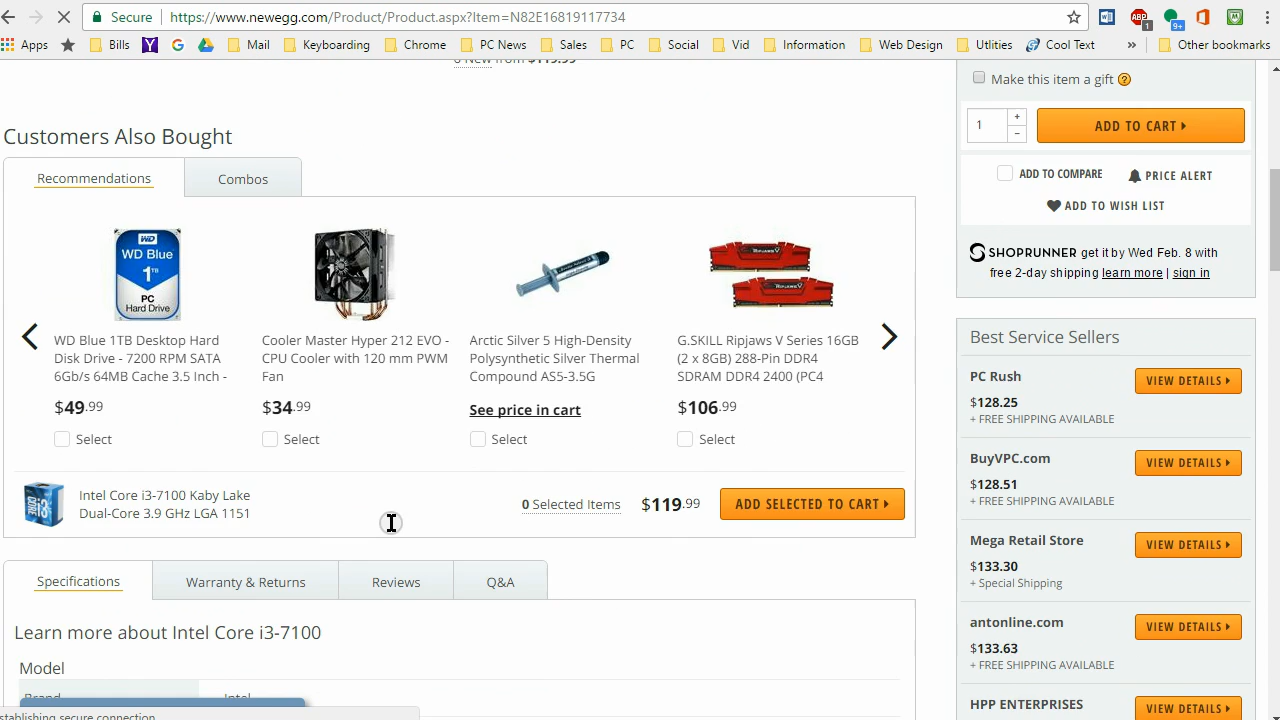 Secure https://www.newegg.com/Product/Product.aspx?Item=N82E16819117734
1
9+
Apps Bills Mail Keyboarding Chrome PC News Sales PC Social Vid Information Web Design Utlities Cool Text » Other bookmarks
Make this item a gift ?
1 + −
ADD TO CART
ADD TO COMPARE PRICE ALERT
ADD TO WISH LIST
SHOPRUNNER get it by Wed Feb. 8 with
free 2-day shipping learn more | sign in
Customers Also Bought
Recommendations Combos
WD Blue
1TB
PC
Hard Drive
WD Blue 1TB Desktop Hard
Disk Drive - 7200 RPM SATA
6Gb/s 64MB Cache 3.5 Inch -
$49.99
Select
Cooler Master Hyper 212 EVO -
CPU Cooler with 120 mm PWM
Fan
$34.99
Select
Arctic Silver 5 High-Density
Polysynthetic Silver Thermal
Compound AS5-3.5G
See price in cart
Select
G.SKILL Ripjaws V Series 16GB
(2 x 8GB) 288-Pin DDR4
SDRAM DDR4 2400 (PC4
$106.99
Select
Intel Core i3-7100 Kaby Lake
Dual-Core 3.9 GHz LGA 1151
0 Selected Items $119.99 ADD SELECTED TO CART
Specifications Warranty & Returns Reviews Q&A
Learn more about Intel Core i3-7100
Model
Brand Intel
Best Service Sellers
PC Rush
$128.25
+ FREE SHIPPING AVAILABLE
VIEW DETAILS
BuyVPC.com
$128.51
+ FREE SHIPPING AVAILABLE
VIEW DETAILS
Mega Retail Store
$133.30
+ Special Shipping
VIEW DETAILS
antonline.com
$133.63
+ FREE SHIPPING AVAILABLE
VIEW DETAILS
HPP ENTERPRISES
VIEW DETAILS